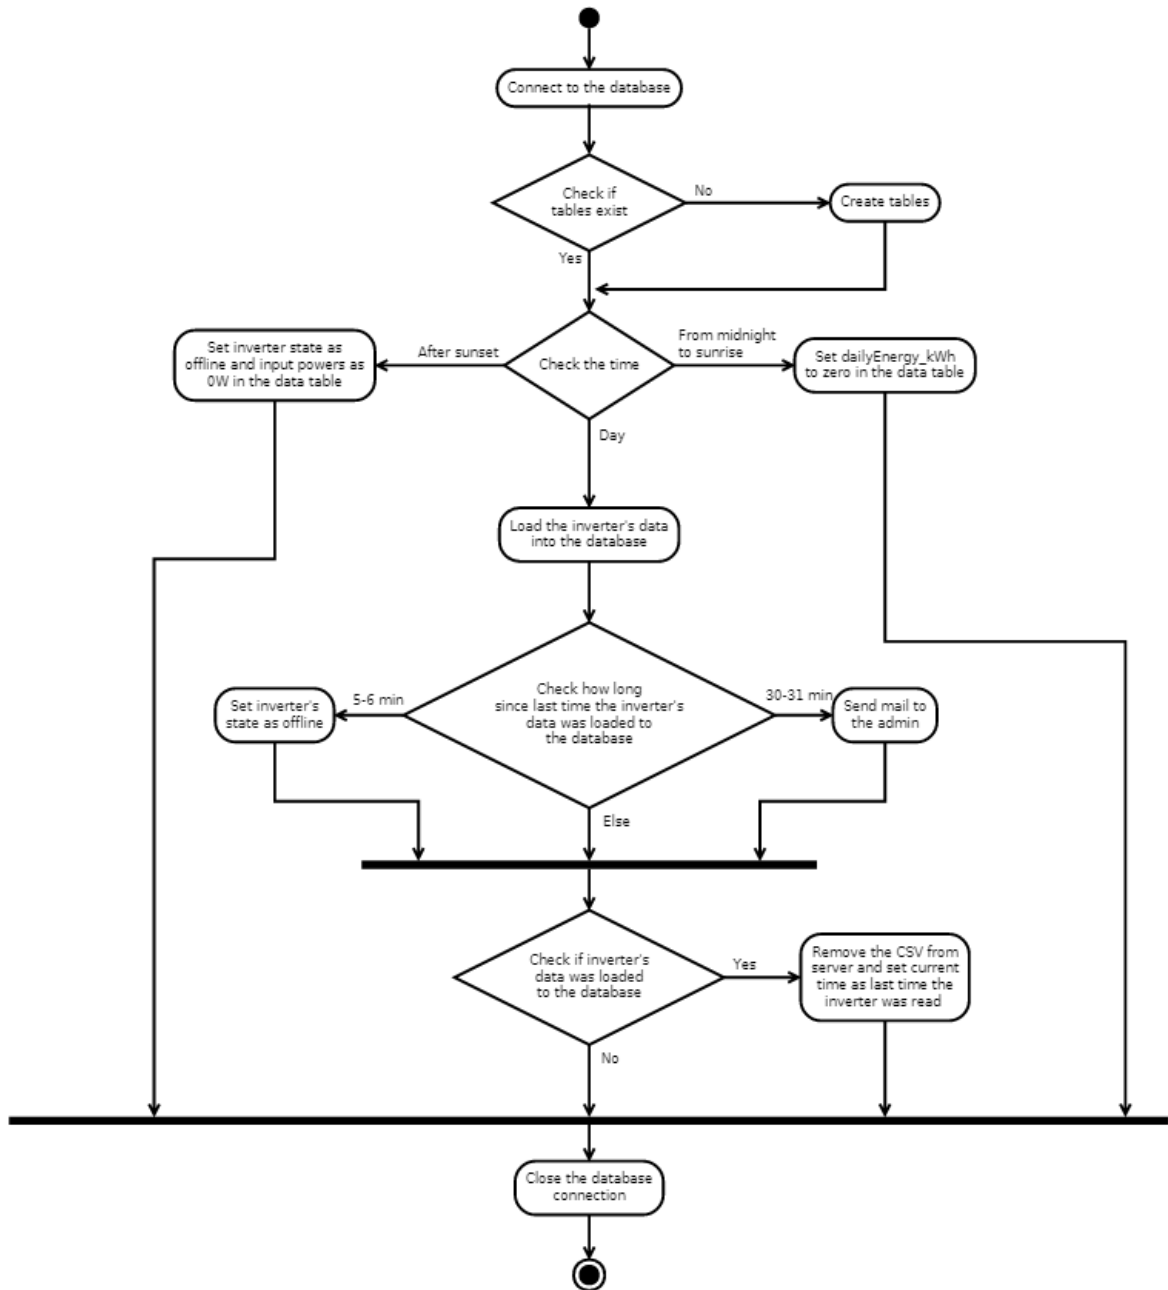 Connect to the database
Check if
tables exist
No
Create tables
Yes
Set inverter state as
offline and input powers as
0W in the data table
After sunset
Check the time
From midnight
to sunrise
Set dailyEnergy_kWh
to zero in the data table
Day
Load the inverter's data
into the database
Set inverter's
state as offline
5-6 min
Check how long
since last time the inverter's
data was loaded to
the database
30-31 min
Send mail to
the admin
Else
Check if inverter's
data was loaded
to the database
Yes
Remove the CSV from
server and set current
time as last time the
inverter was read
No
Close the database
connection